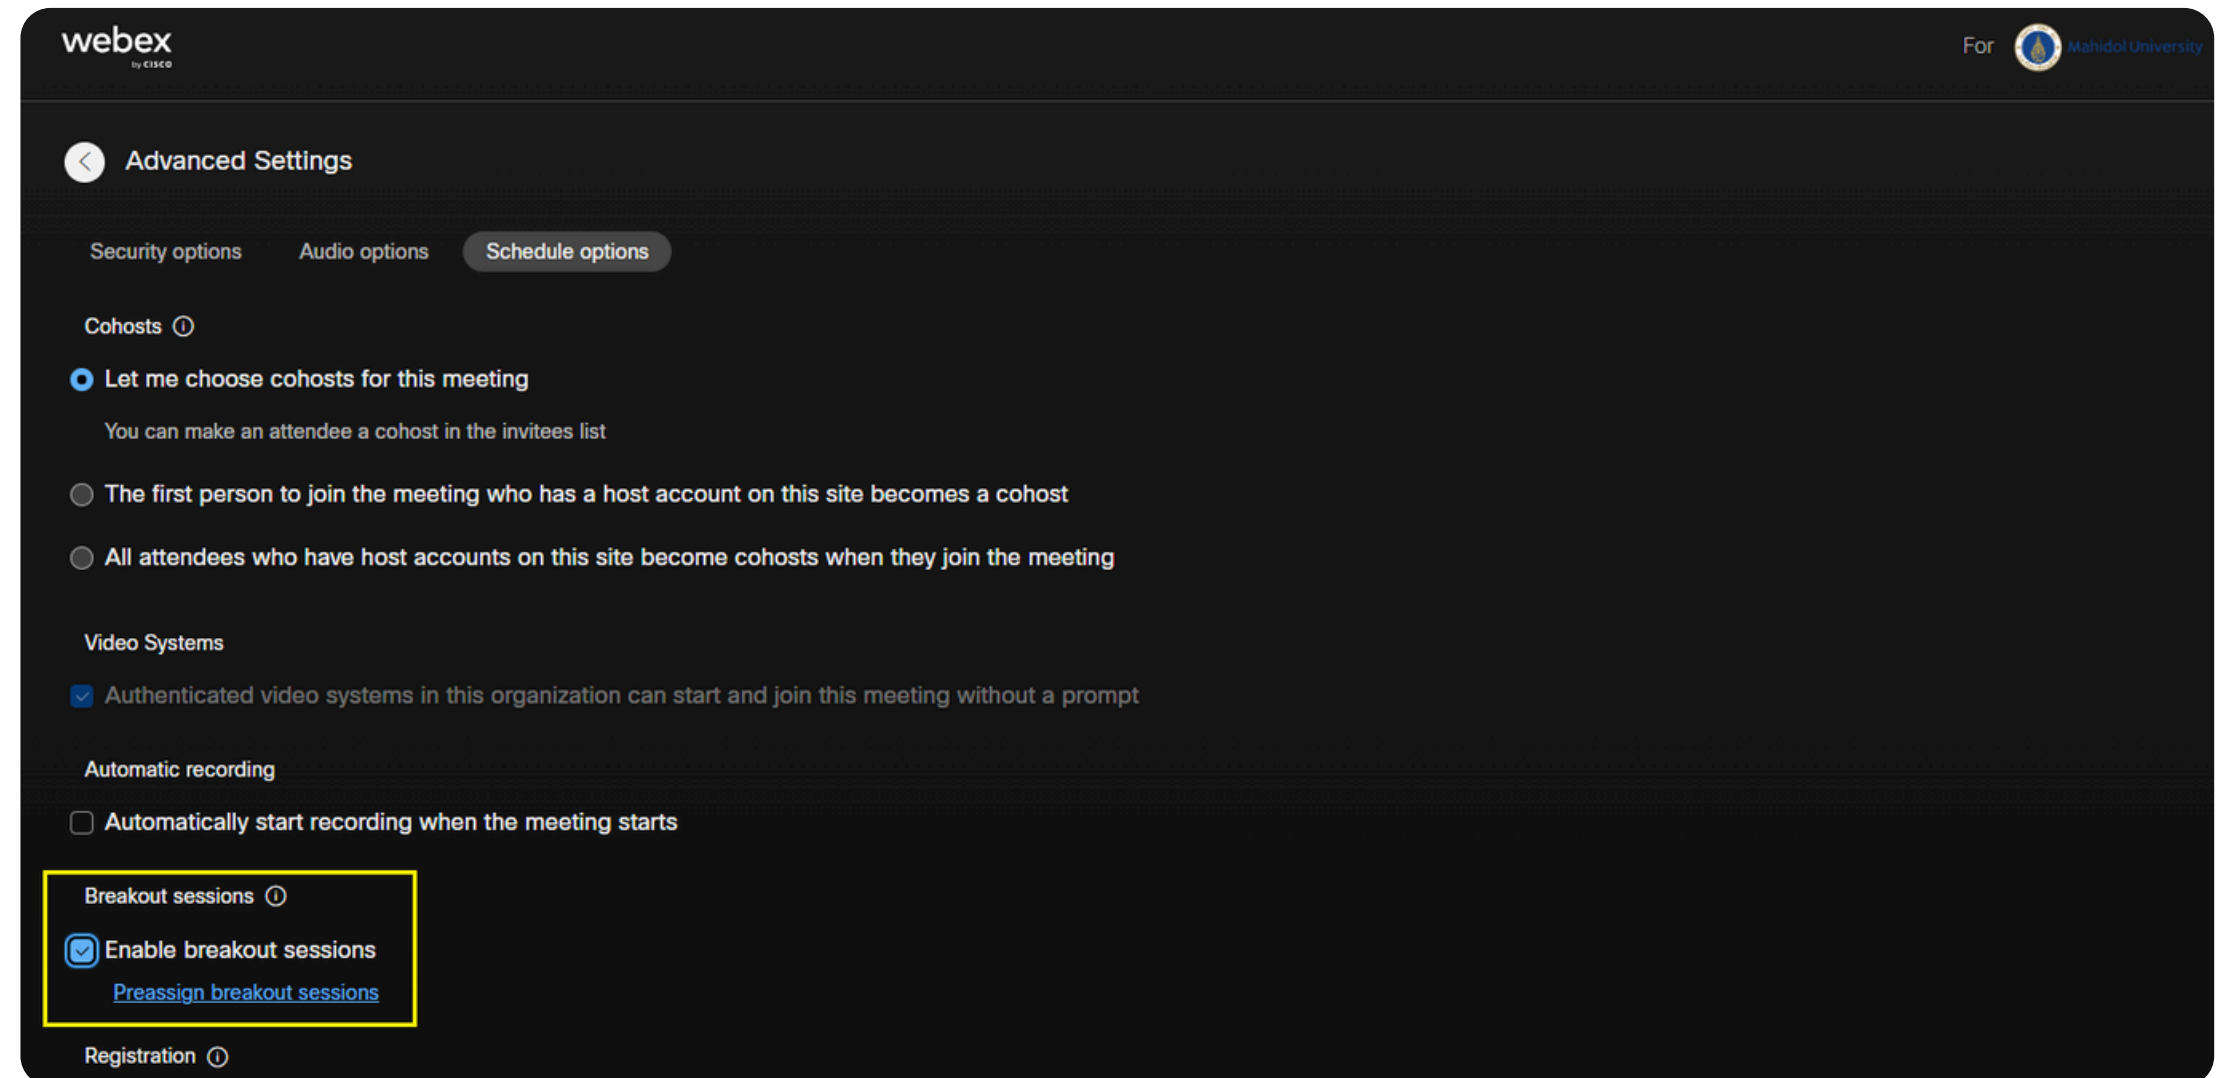 webex
by CISCO
For Mahidol University
Advanced Settings
Security options Audio options Schedule options
Cohosts
Let me choose cohosts for this meeting
You can make an attendee a cohost in the invitees list
The first person to join the meeting who has a host account on this site becomes a cohost
All attendees who have host accounts on this site become cohosts when they join the meeting
Video Systems
Authenticated video systems in this organization can start and join this meeting without a prompt
Automatic recording
Automatically start recording when the meeting starts
Breakout sessions
Enable breakout sessions
Preassign breakout sessions
Registration